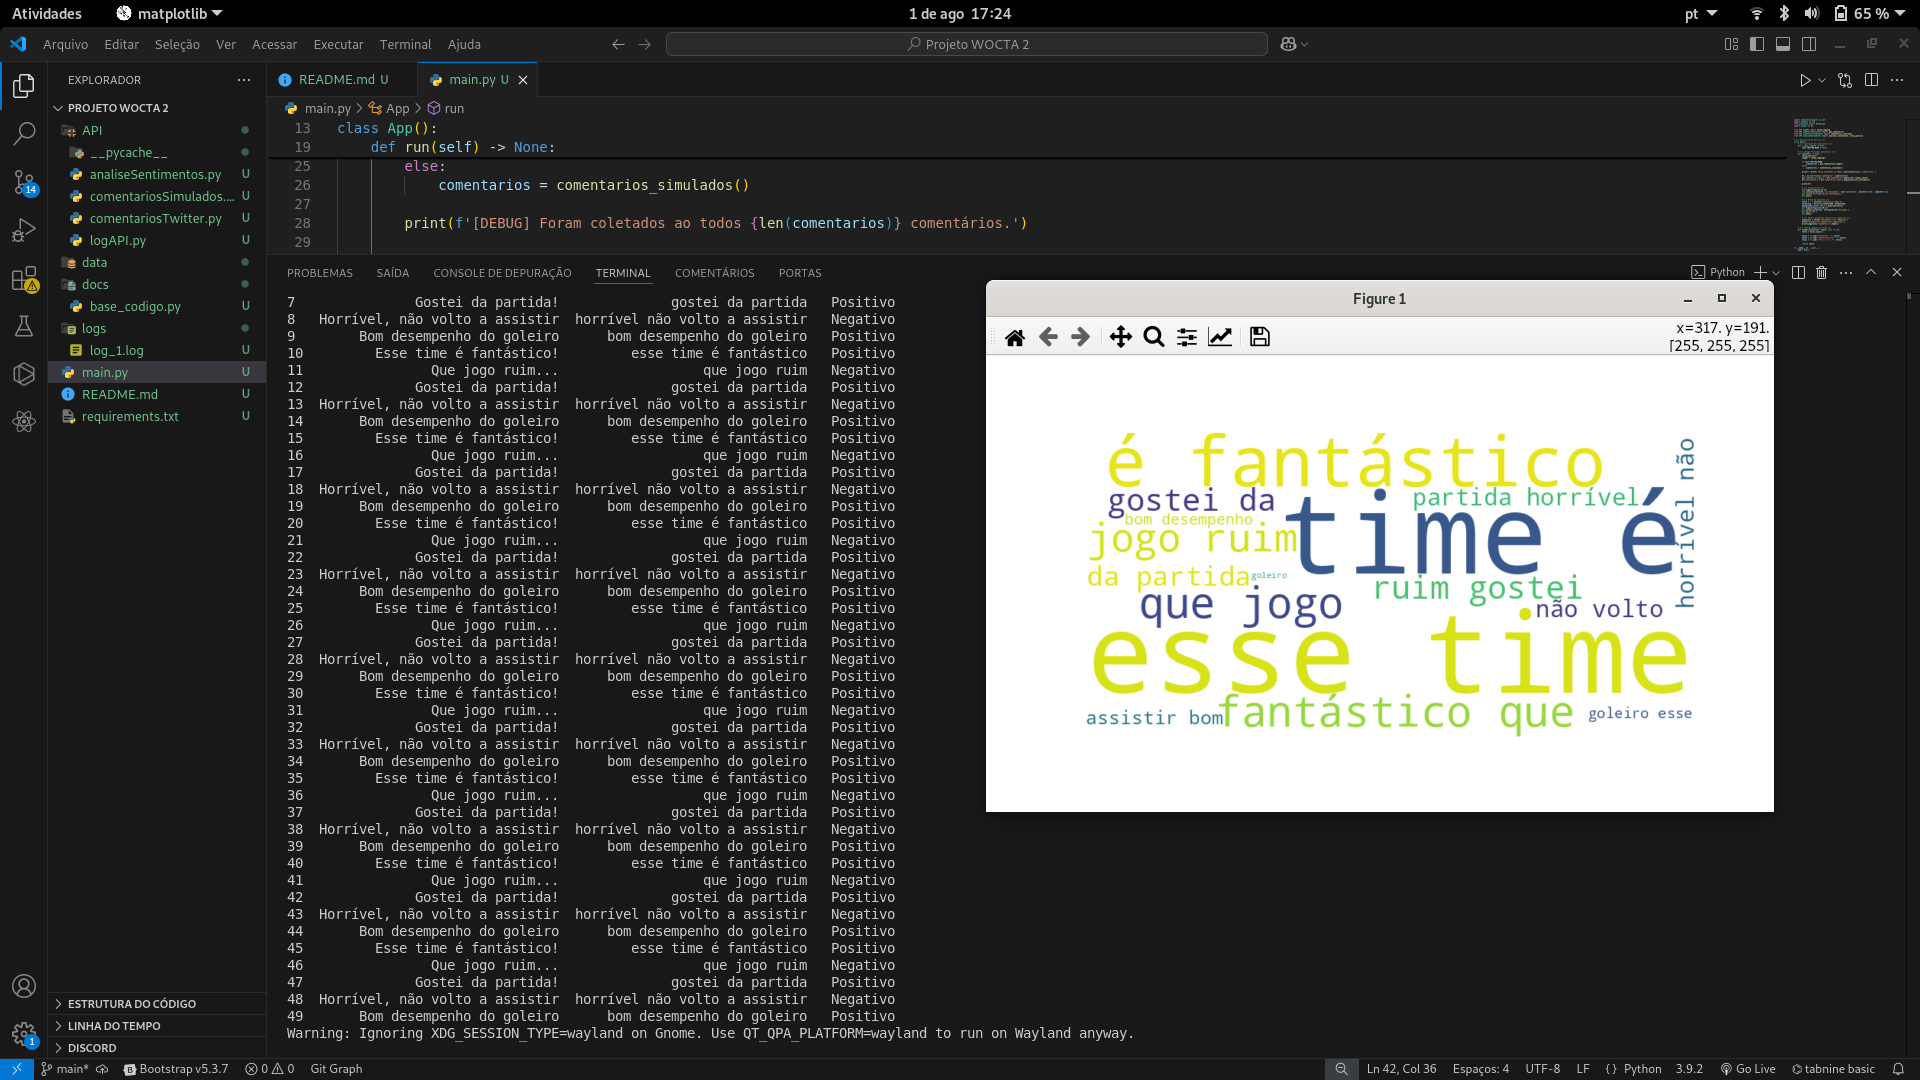 Atividades
matplotlib
1 de ago 17:24
pt
65 %
Arquivo Editar Seleção Ver Acessar Executar Terminal Ajuda
Projeto WOCTA 2
EXPLORADOR
PROJETO WOCTA 2
API
__pycache__
analiseSentimentos.py U
comentariosSimulados.... U
comentariosTwitter.py U
logAPI.py U
data
docs
base_codigo.py U
logs
log_1.log U
main.py U
README.md U
requirements.txt U
14
1
ESTRUTURA DO CÓDIGO
LINHA DO TEMPO
DISCORD
README.md U
main.py U
main.py > App > run
13 class App():
19 def run(self) -> None:
25 else:
26 comentarios = comentarios_simulados()
27
28 print(f'[DEBUG] Foram coletados ao todos {len(comentarios)} comentários.')
29
PROBLEMAS SAÍDA CONSOLE DE DEPURAÇÃO TERMINAL COMENTÁRIOS PORTAS
Python
7 Gostei da partida! gostei da partida Positivo
8 Horrível, não volto a assistir horrível não volto a assistir Negativo
9 Bom desempenho do goleiro bom desempenho do goleiro Positivo
10 Esse time é fantástico! esse time é fantástico Positivo
11 Que jogo ruim... que jogo ruim Negativo
12 Gostei da partida! gostei da partida Positivo
13 Horrível, não volto a assistir horrível não volto a assistir Negativo
14 Bom desempenho do goleiro bom desempenho do goleiro Positivo
15 Esse time é fantástico! esse time é fantástico Positivo
16 Que jogo ruim... que jogo ruim Negativo
17 Gostei da partida! gostei da partida Positivo
18 Horrível, não volto a assistir horrível não volto a assistir Negativo
19 Bom desempenho do goleiro bom desempenho do goleiro Positivo
20 Esse time é fantástico! esse time é fantástico Positivo
21 Que jogo ruim... que jogo ruim Negativo
22 Gostei da partida! gostei da partida Positivo
23 Horrível, não volto a assistir horrível não volto a assistir Negativo
24 Bom desempenho do goleiro bom desempenho do goleiro Positivo
25 Esse time é fantástico! esse time é fantástico Positivo
26 Que jogo ruim... que jogo ruim Negativo
27 Gostei da partida! gostei da partida Positivo
28 Horrível, não volto a assistir horrível não volto a assistir Negativo
29 Bom desempenho do goleiro bom desempenho do goleiro Positivo
30 Esse time é fantástico! esse time é fantástico Positivo
31 Que jogo ruim... que jogo ruim Negativo
32 Gostei da partida! gostei da partida Positivo
33 Horrível, não volto a assistir horrível não volto a assistir Negativo
34 Bom desempenho do goleiro bom desempenho do goleiro Positivo
35 Esse time é fantástico! esse time é fantástico Positivo
36 Que jogo ruim... que jogo ruim Negativo
37 Gostei da partida! gostei da partida Positivo
38 Horrível, não volto a assistir horrível não volto a assistir Negativo
39 Bom desempenho do goleiro bom desempenho do goleiro Positivo
40 Esse time é fantástico! esse time é fantástico Positivo
41 Que jogo ruim... que jogo ruim Negativo
42 Gostei da partida! gostei da partida Positivo
43 Horrível, não volto a assistir horrível não volto a assistir Negativo
44 Bom desempenho do goleiro bom desempenho do goleiro Positivo
45 Esse time é fantástico! esse time é fantástico Positivo
46 Que jogo ruim... que jogo ruim Negativo
47 Gostei da partida! gostei da partida Positivo
48 Horrível, não volto a assistir horrível não volto a assistir Negativo
49 Bom desempenho do goleiro bom desempenho do goleiro Positivo
Warning: Ignoring XDG_SESSION_TYPE=wayland on Gnome. Use QT_QPA_PLATFORM=wayland to run on Wayland anyway.
Figure 1
x=317. y=191.
[255, 255, 255]
é fantástico
horrível não
gostei da
partida horrível
bom desempenho
time é
jogo ruim
da partida
goleiro
ruim gostei
que jogo
não volto
esse time
assistir bom
fantástico que
goleiro esse
main*
Bootstrap v5.3.7
0 0
Git Graph
Ln 42, Col 36
Espaços: 4
UTF-8
LF
{ } Python
3.9.2
Go Live
tabnine basic